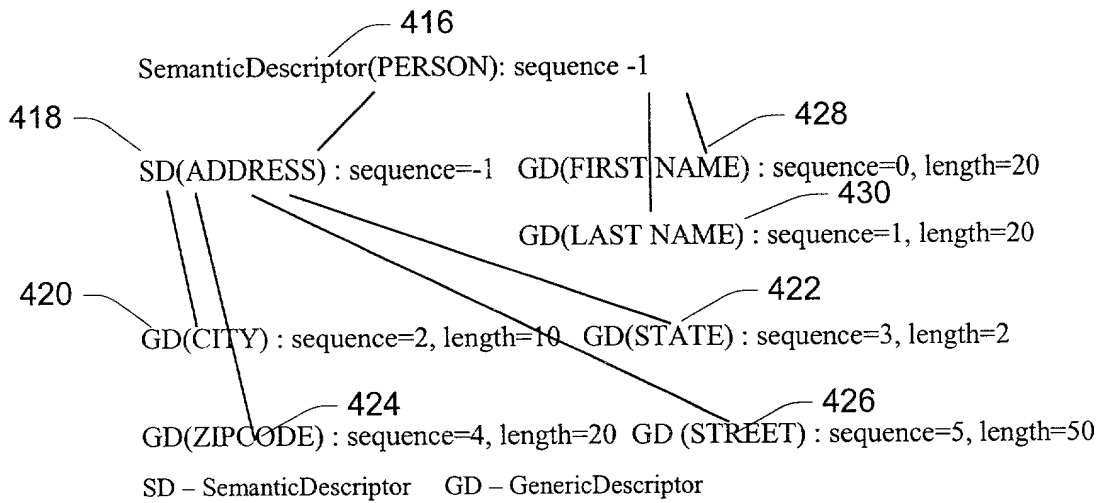 416
SemanticDescriptor(PERSON): sequence -1
418
428
SD(ADDRESS) : sequence=-1 GD(FIRST NAME) : sequence=0, length=20
430
GD(LAST NAME) : sequence=1, length=20
420
422
GD(CITY) : sequence=2, length=10 GD(STATE) : sequence=3, length=2
424
426
GD(ZIPCODE) : sequence=4, length=20 GD (STREET) : sequence=5, length=50
SD – SemanticDescriptor GD – GenericDescriptor